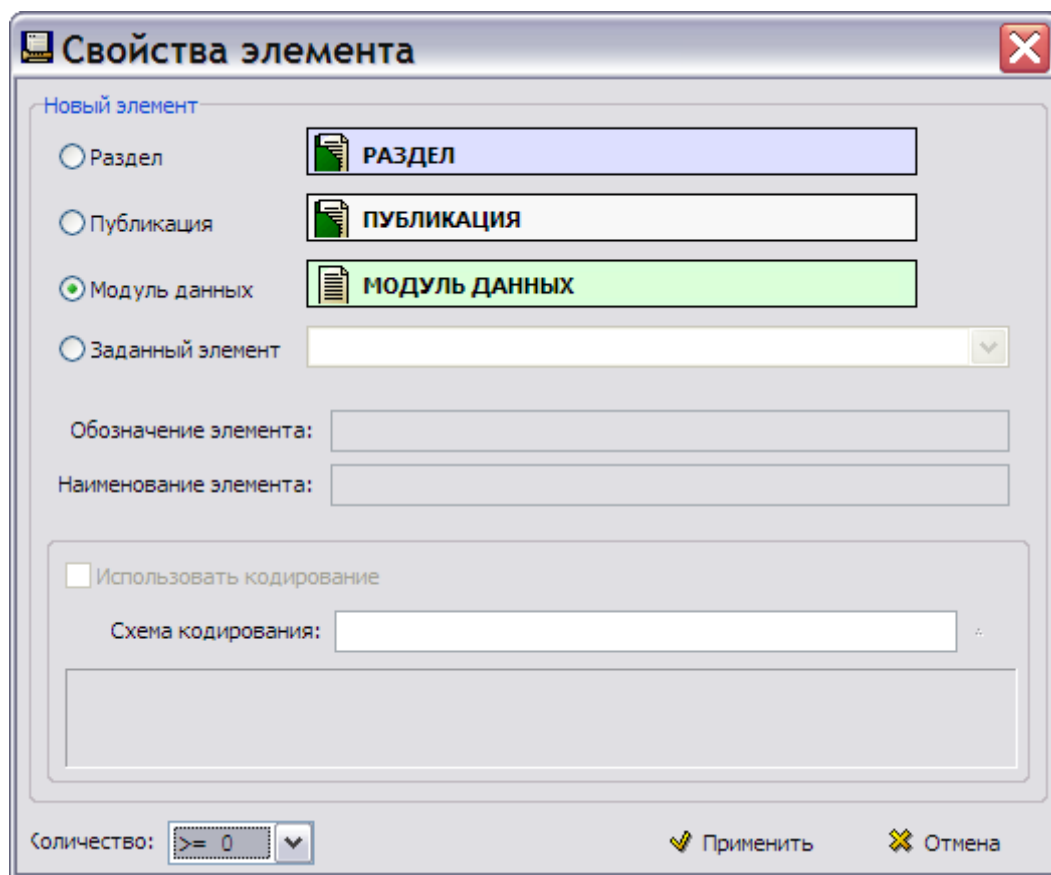 Свойства элемента
Новый элемент
Раздел
РАЗДЕЛ
Публикация
ПУБЛИКАЦИЯ
Модуль данных
МОДУЛЬ ДАННЫХ
Заданный элемент
Обозначение элемента:
Наименование элемента:
Использовать кодирование
Схема кодирования:
Количество: >= 0 Применить Отмена